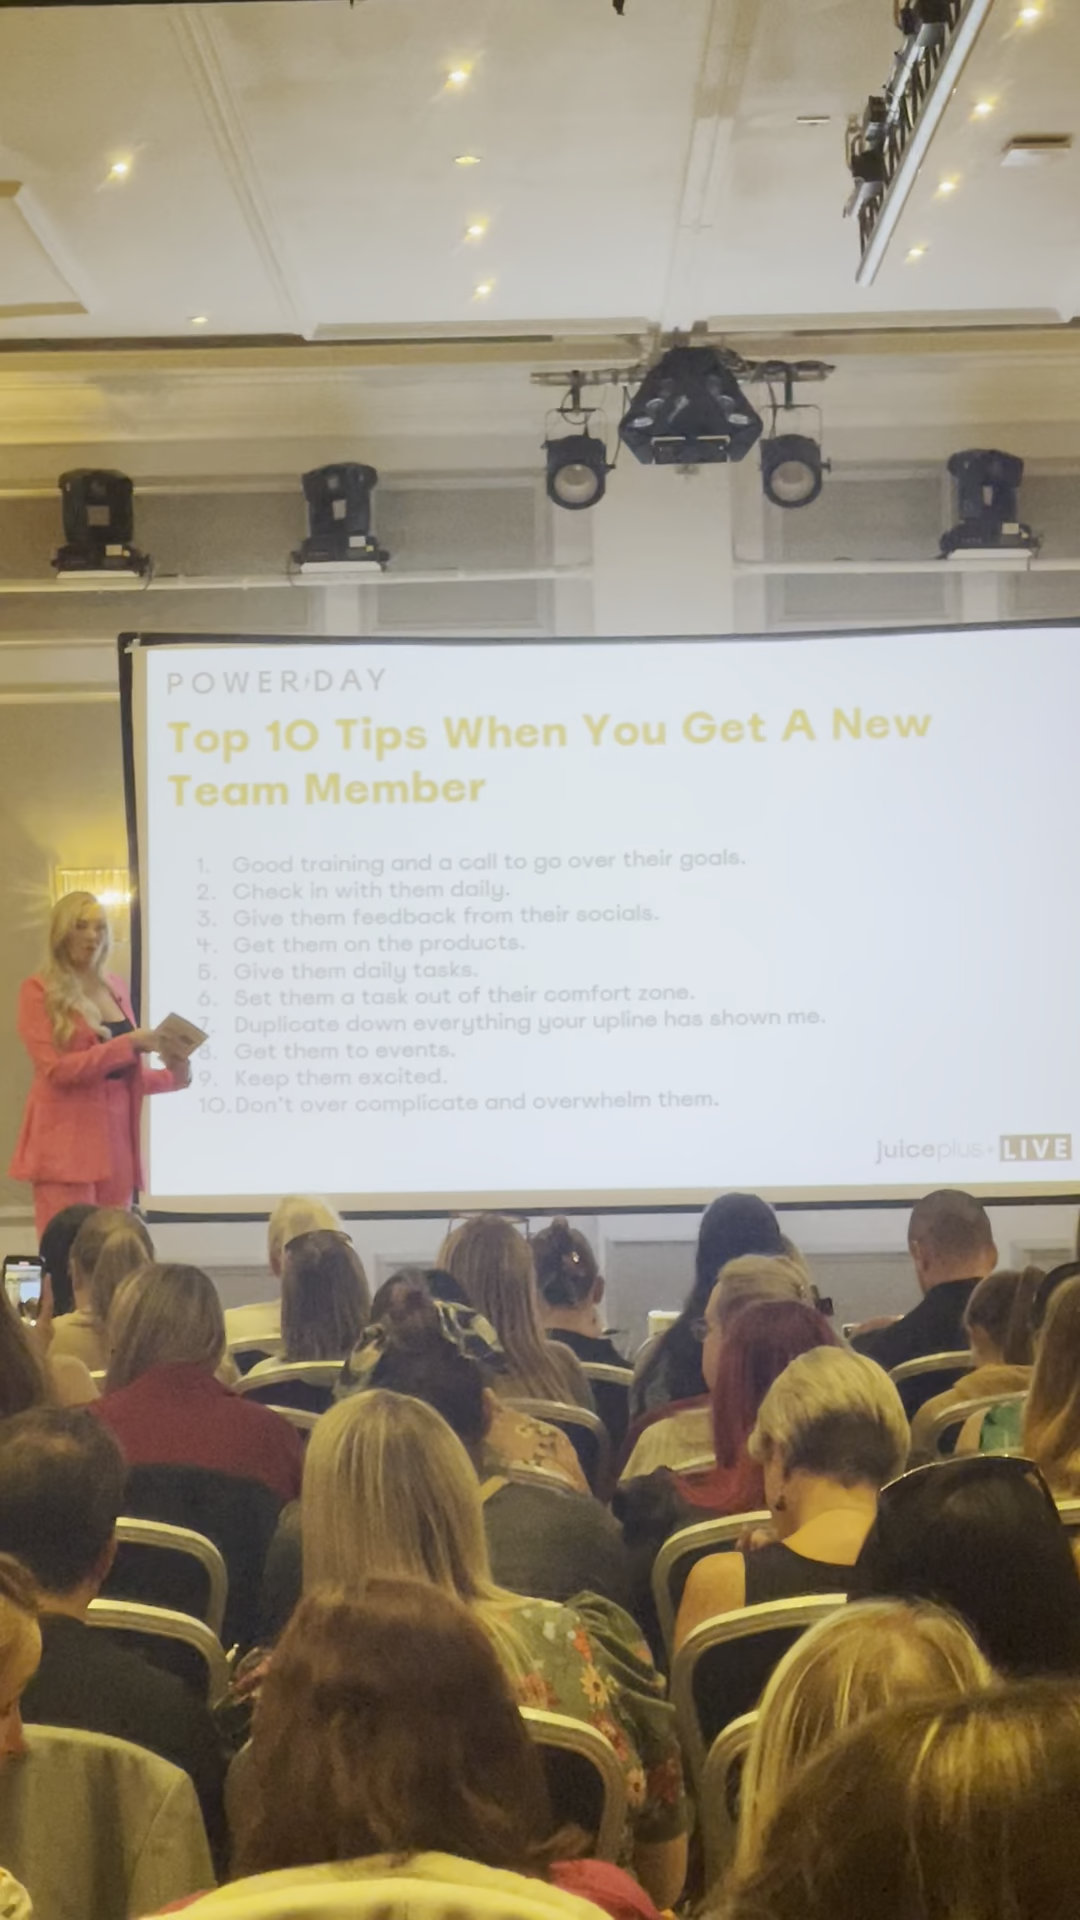 POWER⚡DAY
Top 10 Tips When You Get A New
Team Member
1. Good training and a call to go over their goals.
2. Check in with them daily.
3. Give them feedback from their socials.
4. Get them on the products.
5. Give them daily tasks.
6. Set them a task out of their comfort zone.
7. Duplicate down everything your upline has shown me.
8. Get them to events.
9. Keep them excited.
10. Don't over complicate and overwhelm them.
juiceplus+ LIVE